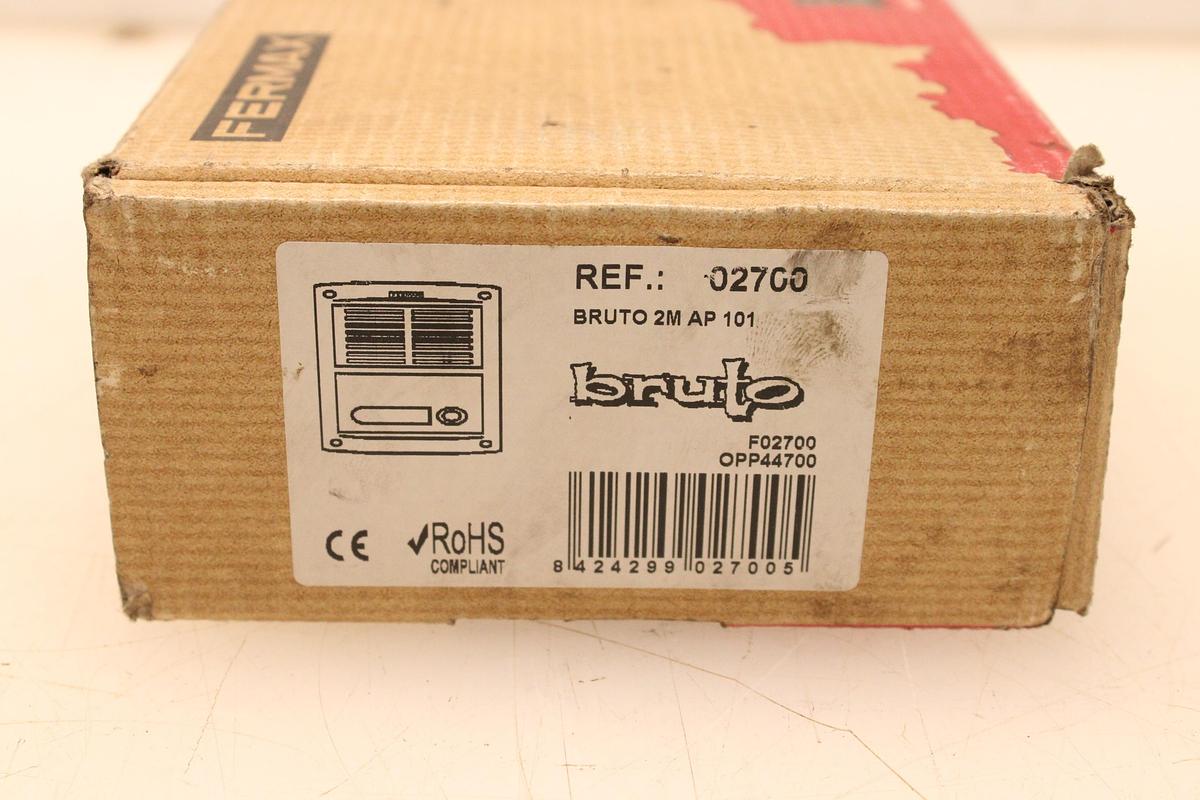 FERMAX
REF.: 02700
BRUTO 2M AP 101
bruto
F02700
OPP44700
CE
RoHS
COMPLIANT
8 424299 027005